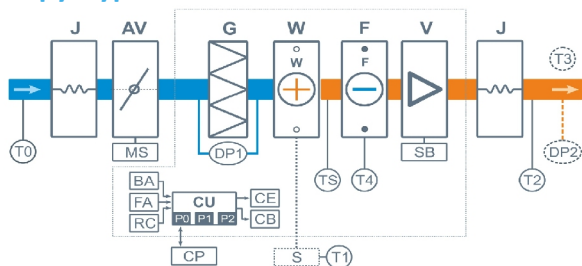 J AV G W F V J
T3
W F
MS DP1 SB
T0 TS T4 T2 DP2
BA
FA CU CE
RC P0 P1 P2 CB
CP S T1